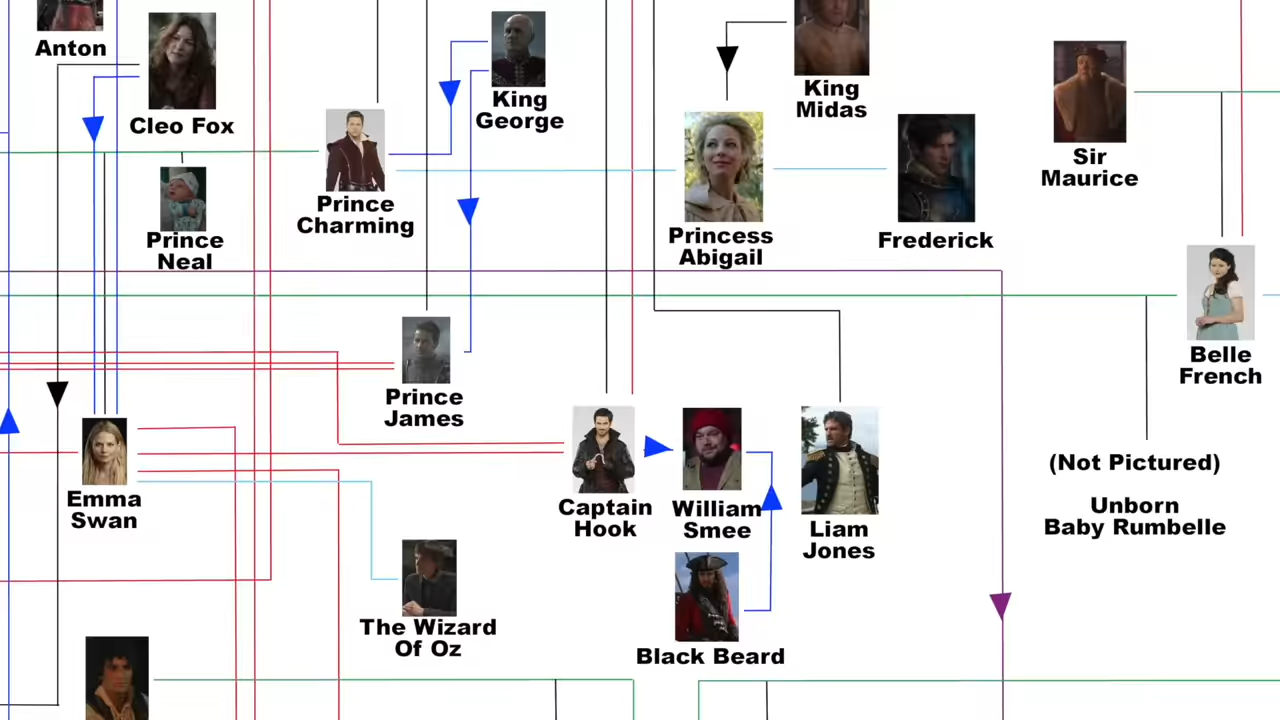 Anton
Cleo Fox
King
George
King
Midas
Sir
Maurice
Prince
Charming
Prince
Neal
Princess
Abigail
Frederick
Belle
French
Prince
James
Emma
Swan
Captain
Hook
William
Smee
Liam
Jones
(Not Pictured)
Unborn
Baby Rumbelle
The Wizard
Of Oz
Black Beard